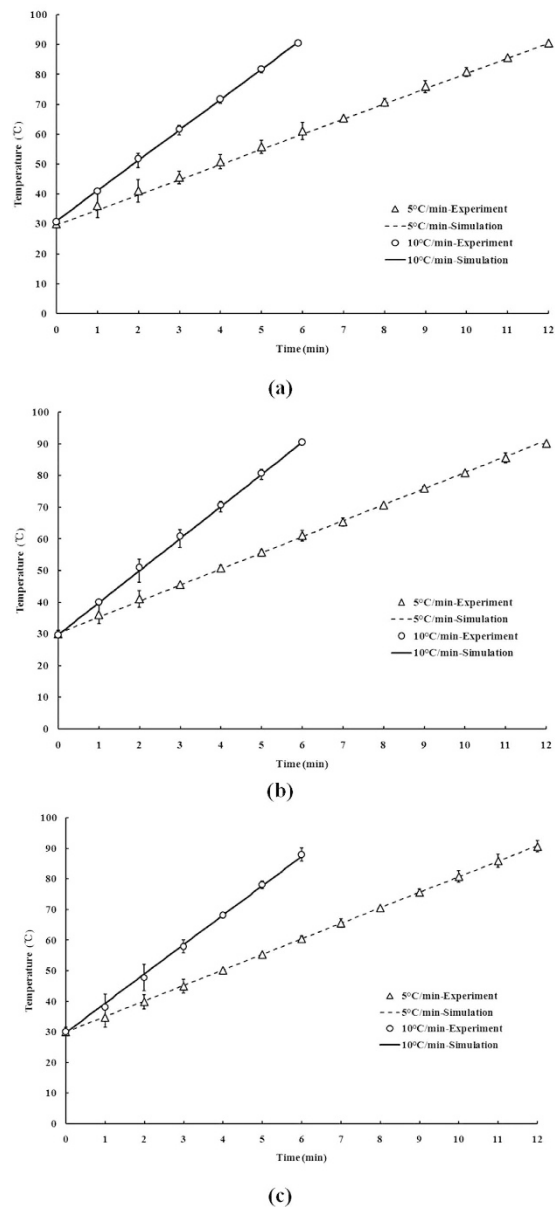 100
90
80
70
60
50
40
30
20
10
0
Temperature (℃)
5°C/min-Experiment
5°C/min-Simulation
10°C/min-Experiment
10°C/min-Simulation
0 1 2 3 4 5 6 7 8 9 10 11 12
Time (min)
(a)
100
90
80
70
60
50
40
30
20
10
0
Temperature (℃)
5°C/min-Experiment
5°C/min-Simulation
10°C/min-Experiment
10°C/min-Simulation
0 1 2 3 4 5 6 7 8 9 10 11 12
Time (min)
(b)
100
90
80
70
60
50
40
30
20
10
0
Temperature (℃)
5°C/min-Experiment
5°C/min-Simulation
10°C/min-Experiment
10°C/min-Simulation
0 1 2 3 4 5 6 7 8 9 10 11 12
Time (min)
(c)